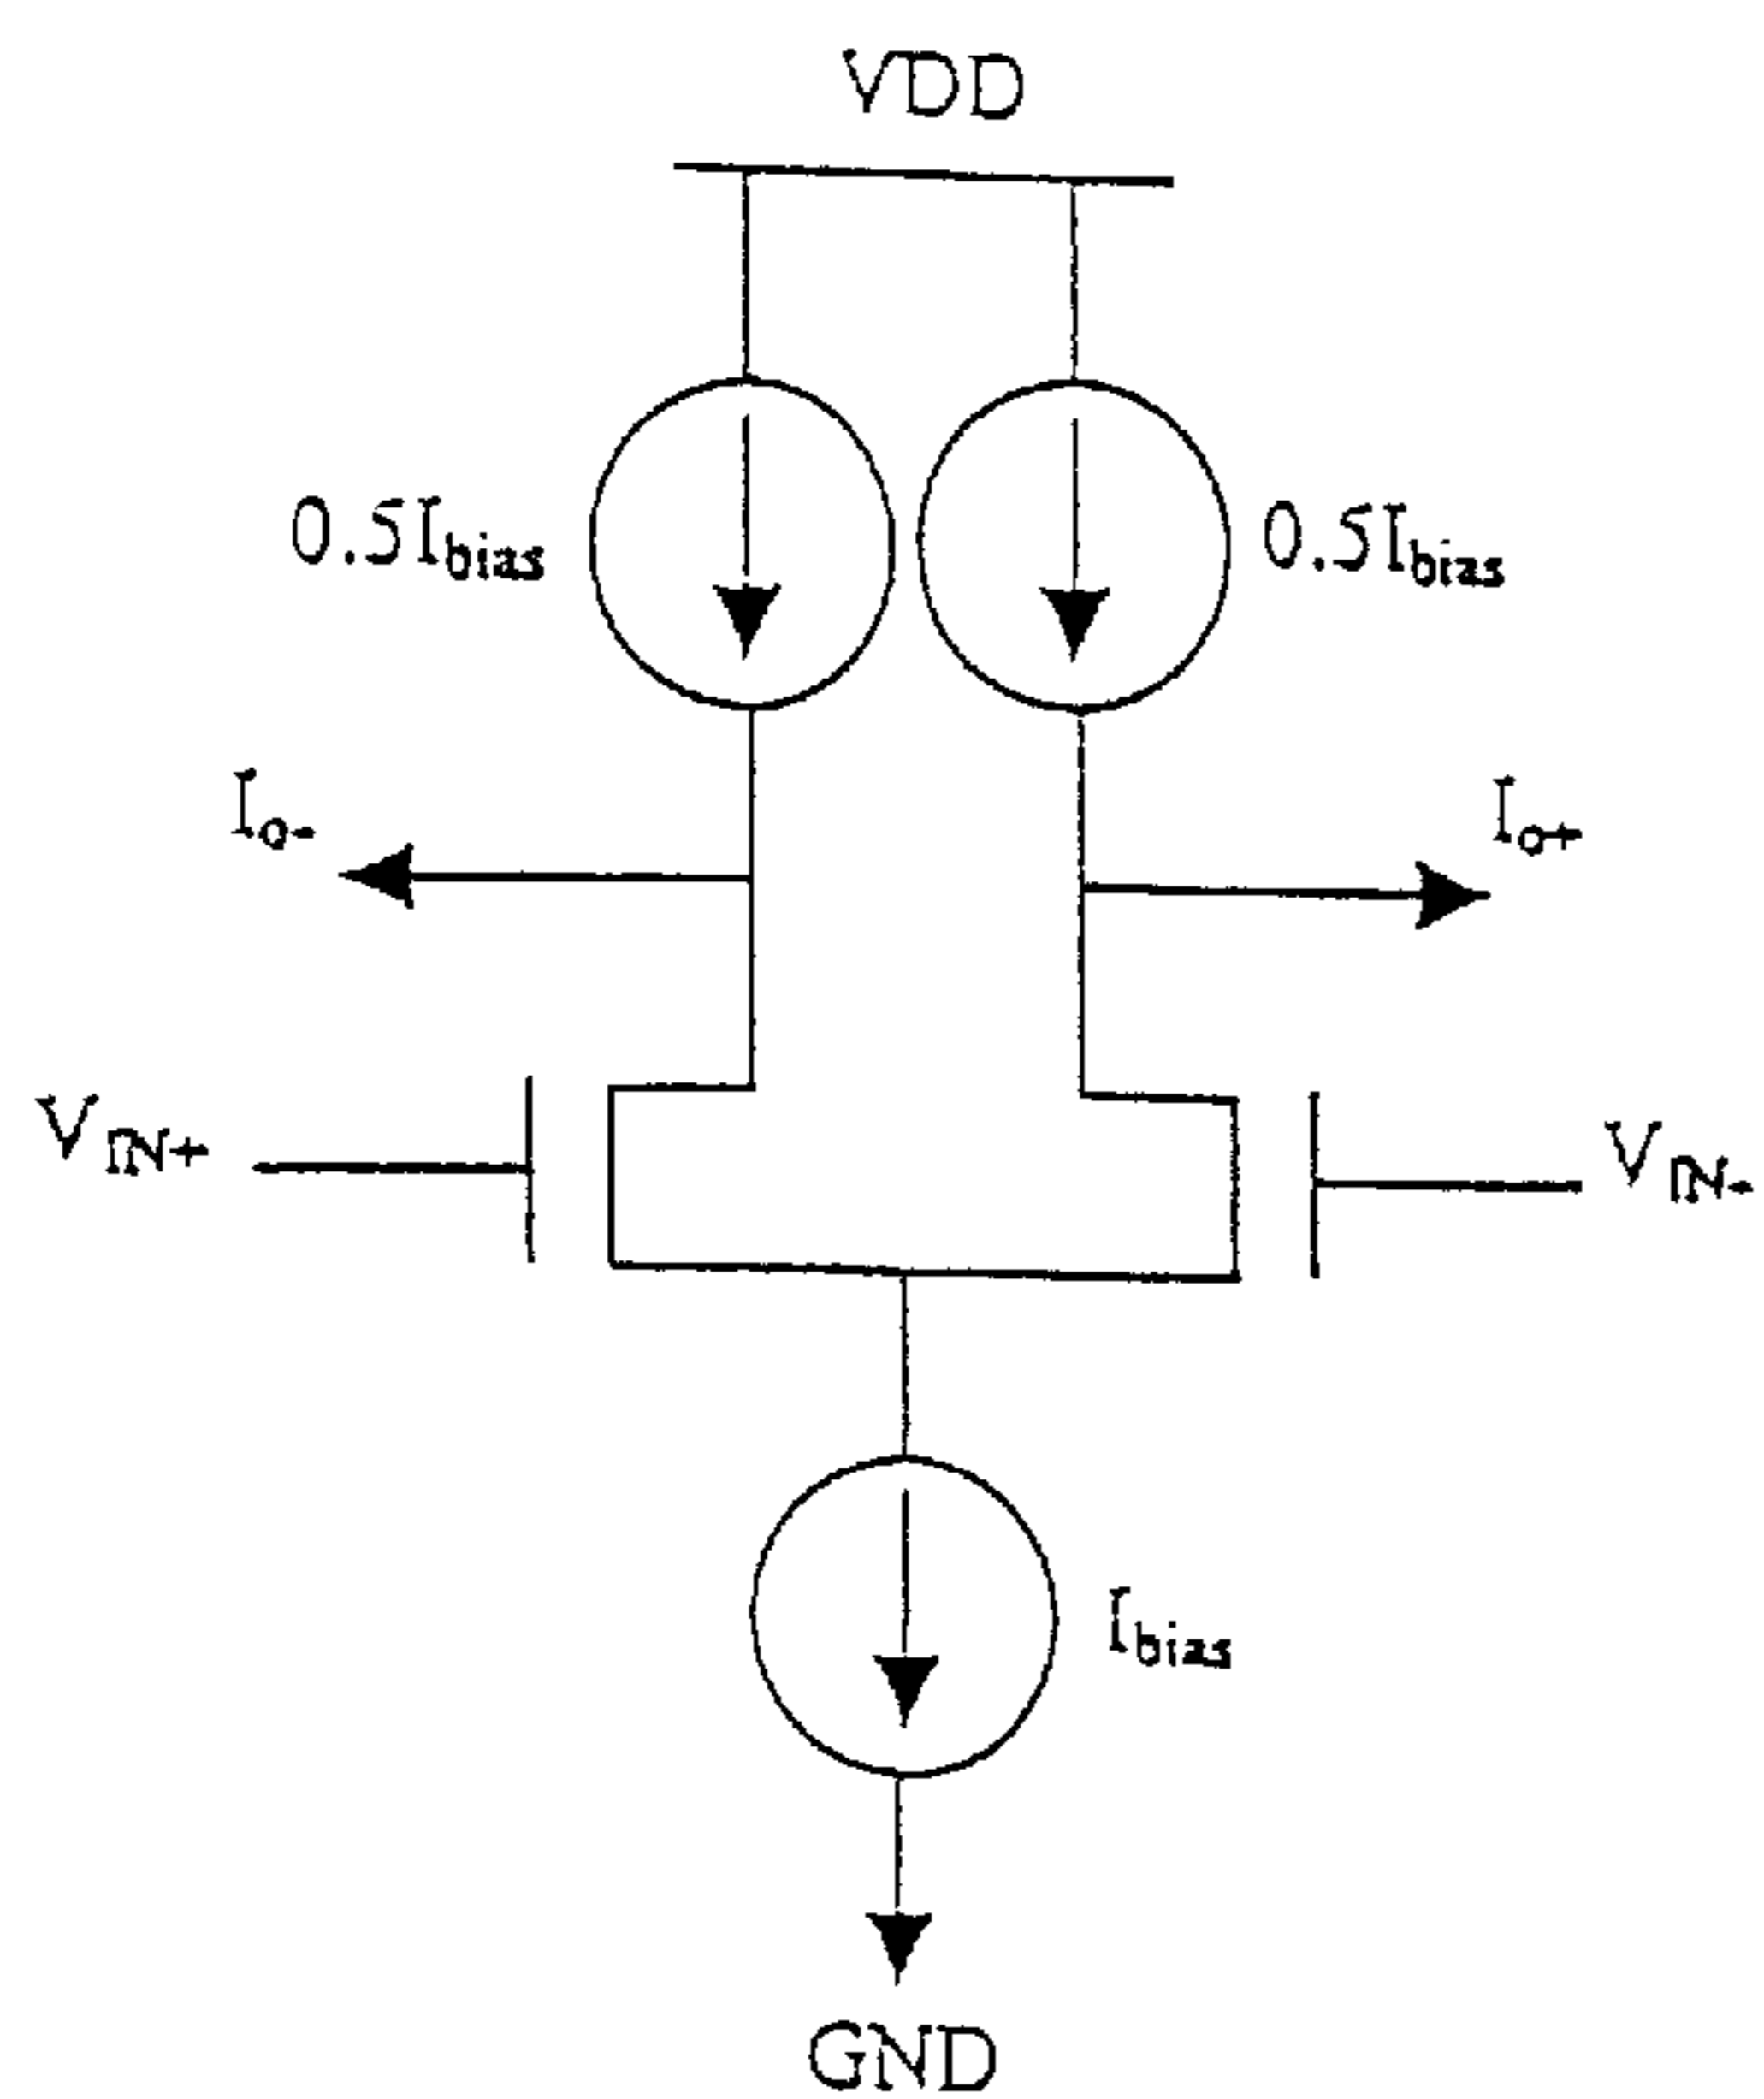 VDD
0.5Ibias
0.5Ibias
Io-
Io+
VIN+
VIN-
Ibias
GND